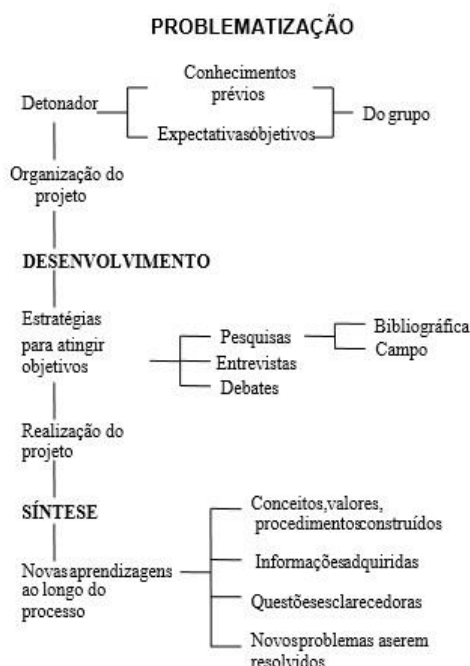 PROBLEMATIZAÇÃO
Conhecimentos
prévios
Detonador
Do grupo
Expectativasóbjetivos
Organização do
projeto
DESENVOLVIMENTO
Estratégias
para atingir
objetivos
Pesquisas
Bibliográfica
Campo
Entrevistas
Debates
Realização do
projeto
SÍNTESE
Conceitos,valores,
procedimentosconstruídos
Novasaprendizagens
ao longo do
processo
Informaçõesadquiridas
Questõesesclarecedoras
Novosproblemas aserem
resolvidos